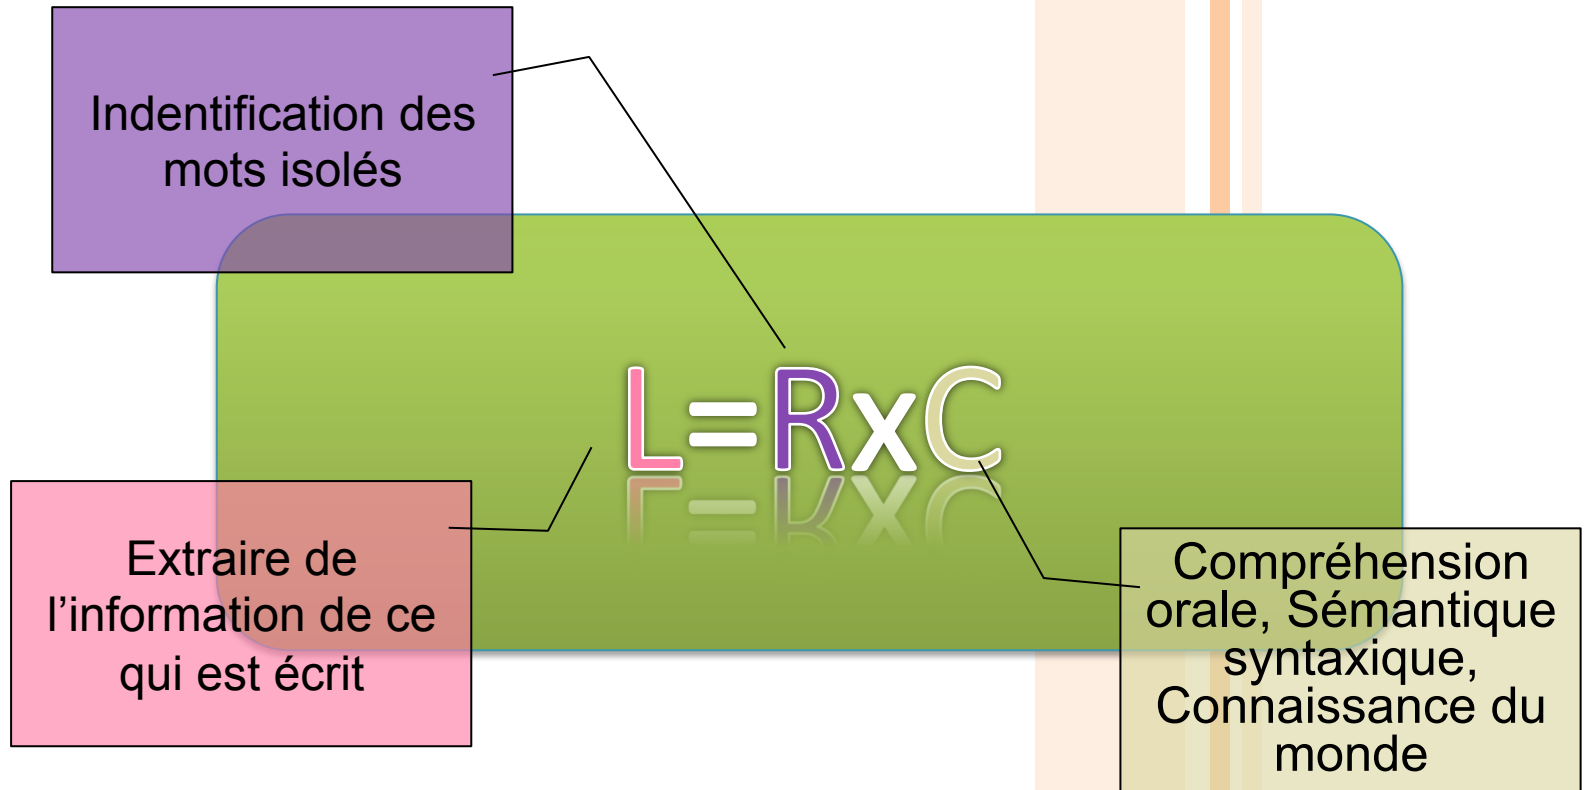 Indentification des
mots isolés
L=RxC
Extraire de
l’information de ce
qui est écrit
Compréhension
orale, Sémantique
syntaxique,
Connaissance du
monde